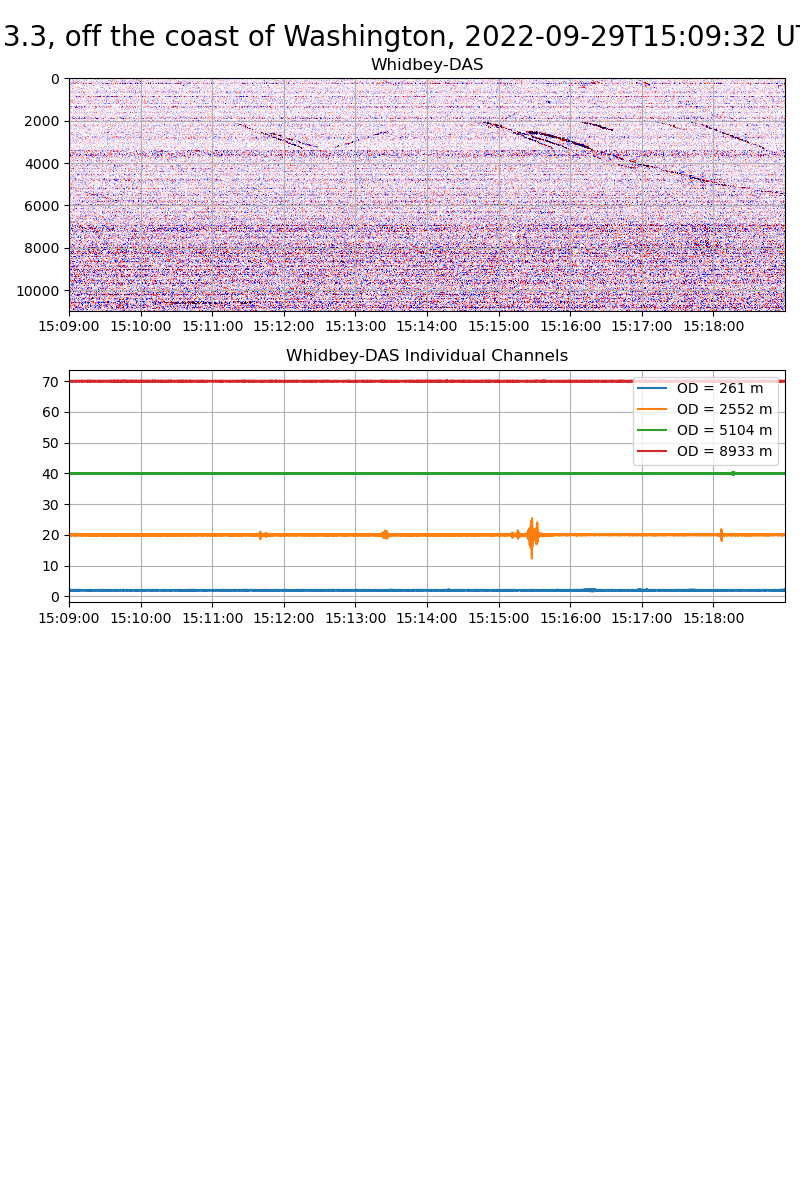 3.3, off the coast of Washington, 2022-09-29T15:09:32
Whidbey-DAS
0
2000
4000
6000
8000
10000
15:09:00 15:10:00 15:11:00 15:12:00 15:13:00 15:14:00 15:15:00 15:16:00 15:17:00 15:18:00
Whidbey-DAS Individual Channels
70
60
50
40
30
20
10
0
OD = 261 m
OD = 2552 m
OD = 5104 m
OD = 8933 m
15:09:00 15:10:00 15:11:00 15:12:00 15:13:00 15:14:00 15:15:00 15:16:00 15:17:00 15:18:00